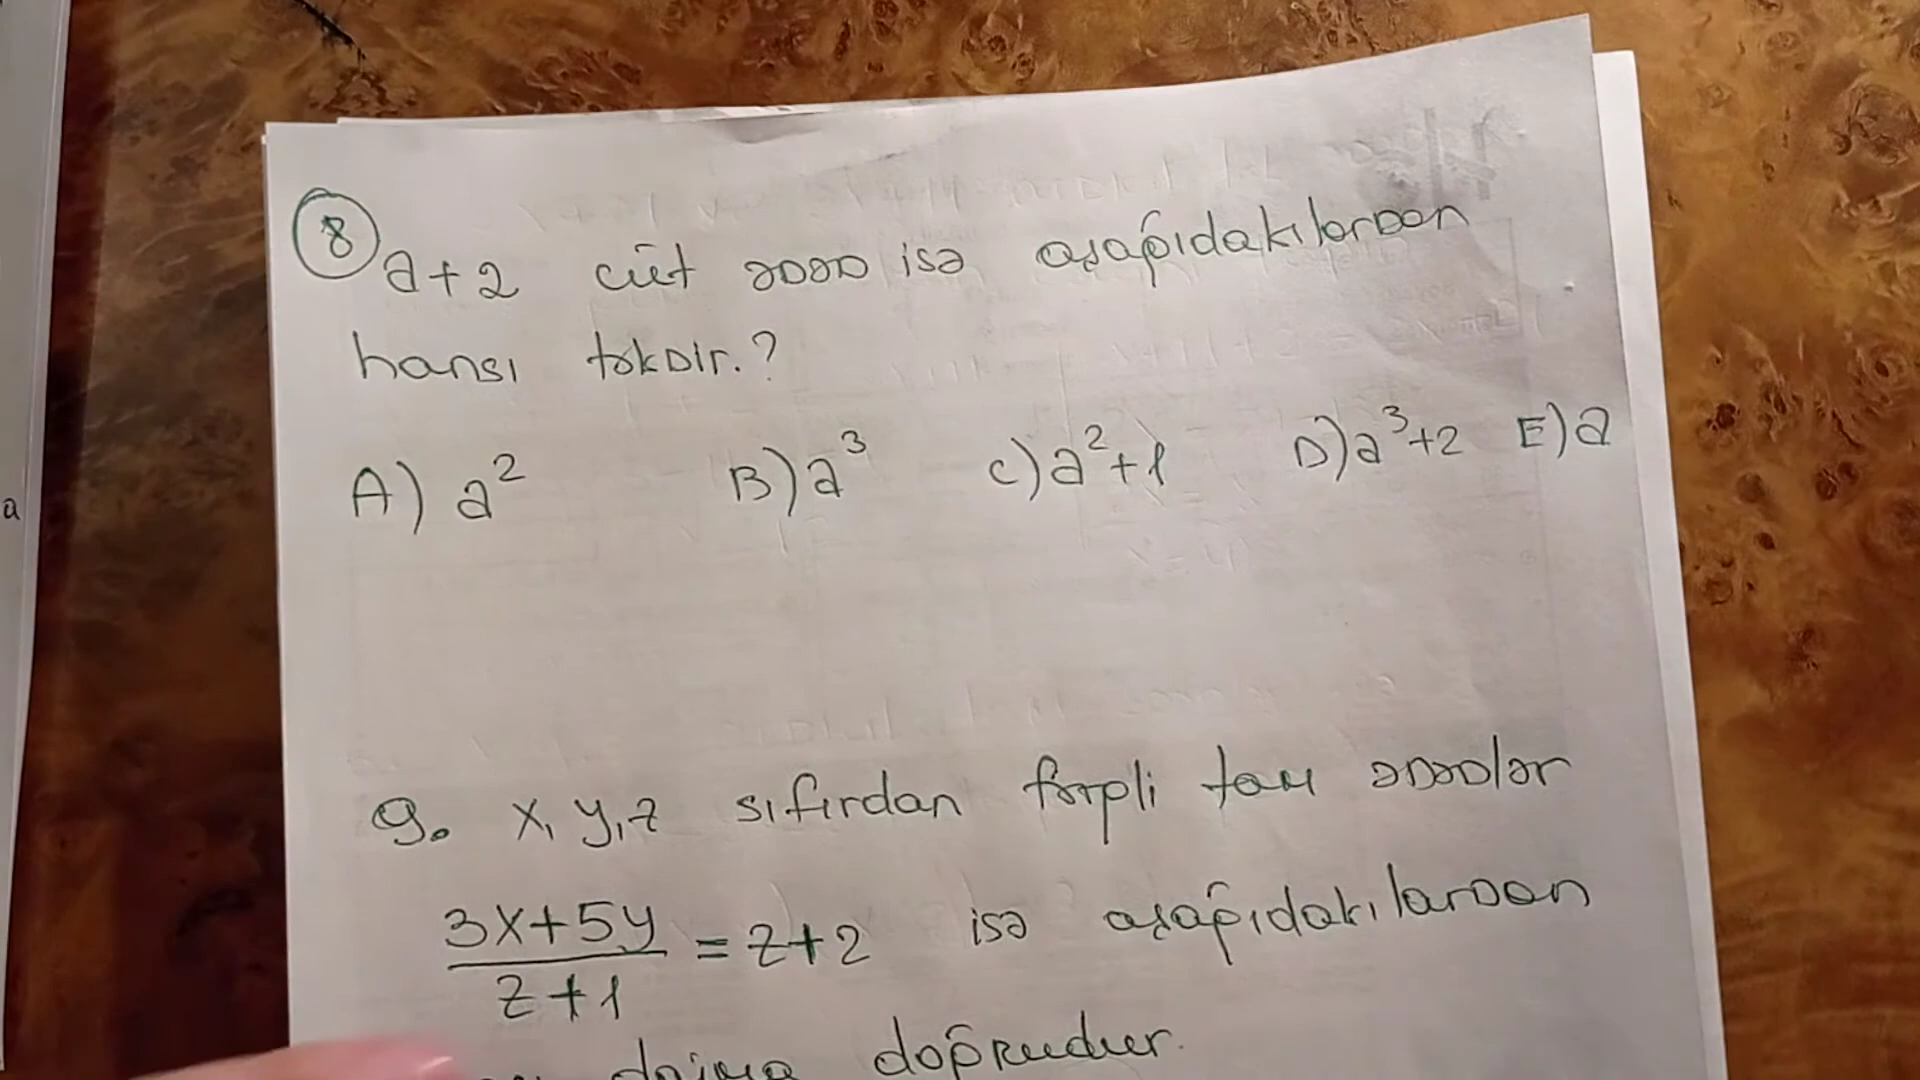 8 a+2 cüt ədəd isə aşağıdakılardan
hansı təkdir.?
A) a² B) a³ C) a²+1 D) a³+2 E) a
9. x, y, z sıfırdan fərqli tam ədədlər
(3x+5y)/(z+1) = z+2 isə aşağıdakılardan
daima doğrudur.
a